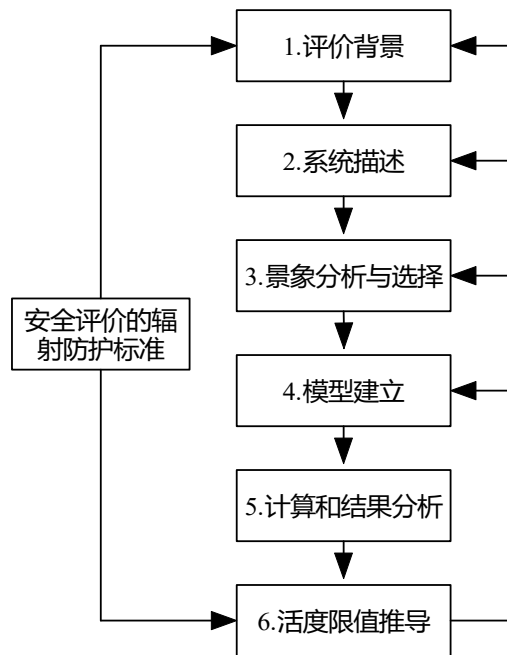 1.评价背景
2.系统描述
3.景象分析与选择
安全评价的辐
射防护标准
4.模型建立
5.计算和结果分析
6.活度限值推导